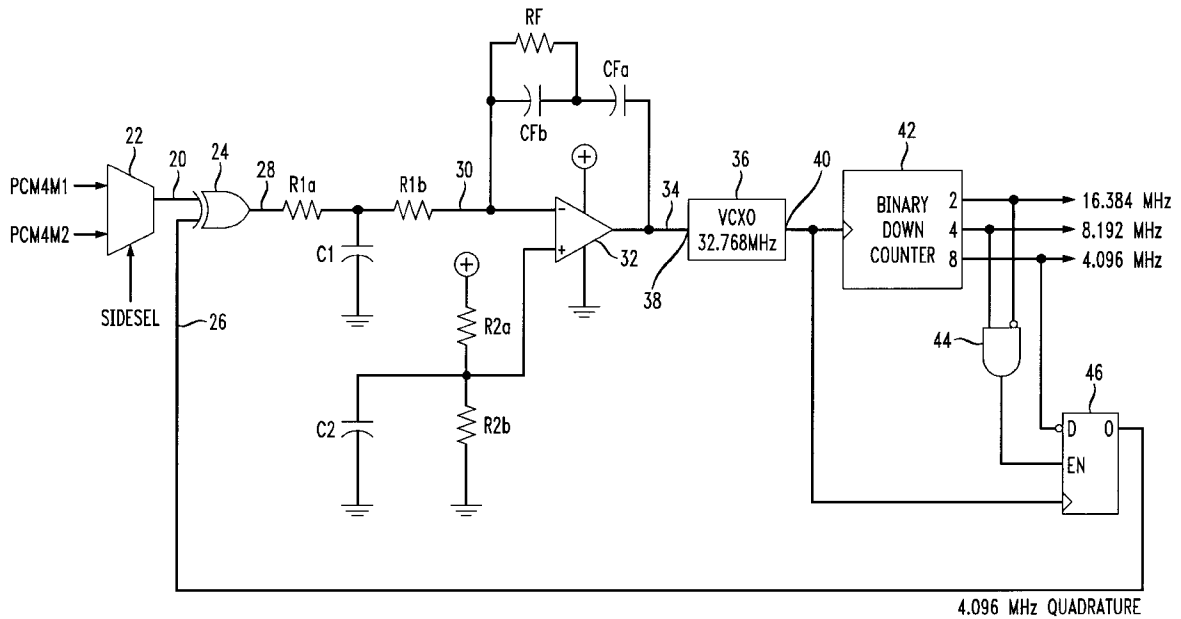 RF
CFa
CFb
22
20
24
28
R1a
R1b
30
PCM4M1
PCM4M2
SIDESEL
26
C1
+
-
+
32
34
38
36
40
VCXO
32.768MHz
42
BINARY
DOWN
COUNTER
2
4
8
16.384 MHz
8.192 MHz
4.096 MHz
+
R2a
R2b
C2
44
46
D
O
EN
4.096 MHz QUADRATURE